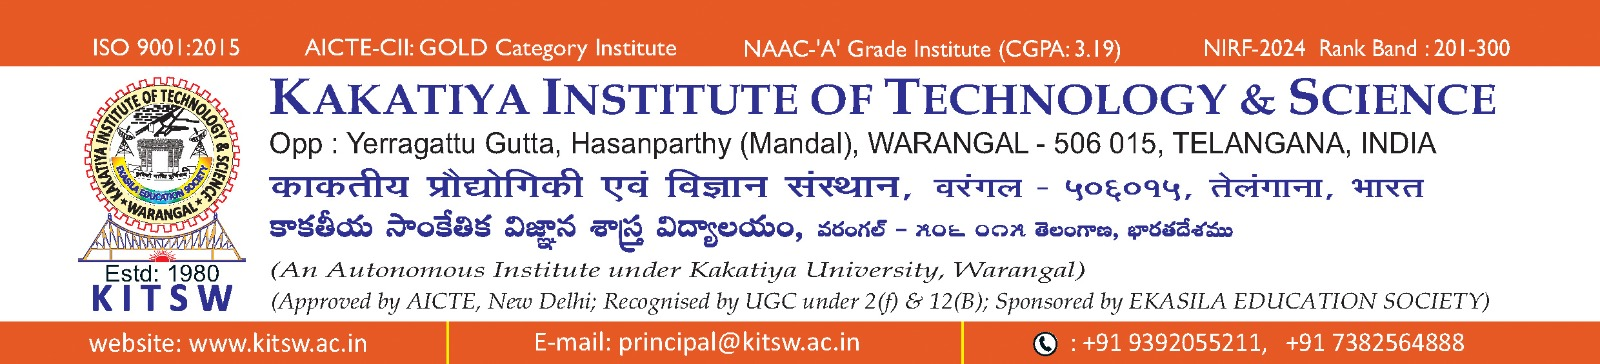 ISO 9001:2015 AICTE-CII: GOLD Category Institute NAAC-'A' Grade Institute (CGPA: 3.19) NIRF-2024 Rank Band : 201-300
KAKATIYA INSTITUTE OF TECHNOLOGY & SCIENCE
Opp : Yerragattu Gutta, Hasanparthy (Mandal), WARANGAL - 506 015, TELANGANA, INDIA
काकतीय प्रौद्योगिकी एवं विज्ञान संस्थान, वरंगल - ५०६०१५, तेलंगाना, भारत
కాకతీయ సాంకేతిక విజ్ఞాన శాస్త్ర విద్యాలయం, వరంగల్ - ౫౦౬ ౦౧౫ తెలంగాణ, భారతదేశము
(An Autonomous Institute under Kakatiya University, Warangal)
(Approved by AICTE, New Delhi; Recognised by UGC under 2(f) & 12(B); Sponsored by EKASILA EDUCATION SOCIETY)
KAKATIYA INSTITUTE OF TECHNOLOGY & SCIENCE
EKASILA EDUCATION SOCIETY
* WARANGAL *
Estd: 1980
KITSW
website: www.kitsw.ac.in E-mail: principal@kitsw.ac.in : +91 9392055211, +91 7382564888